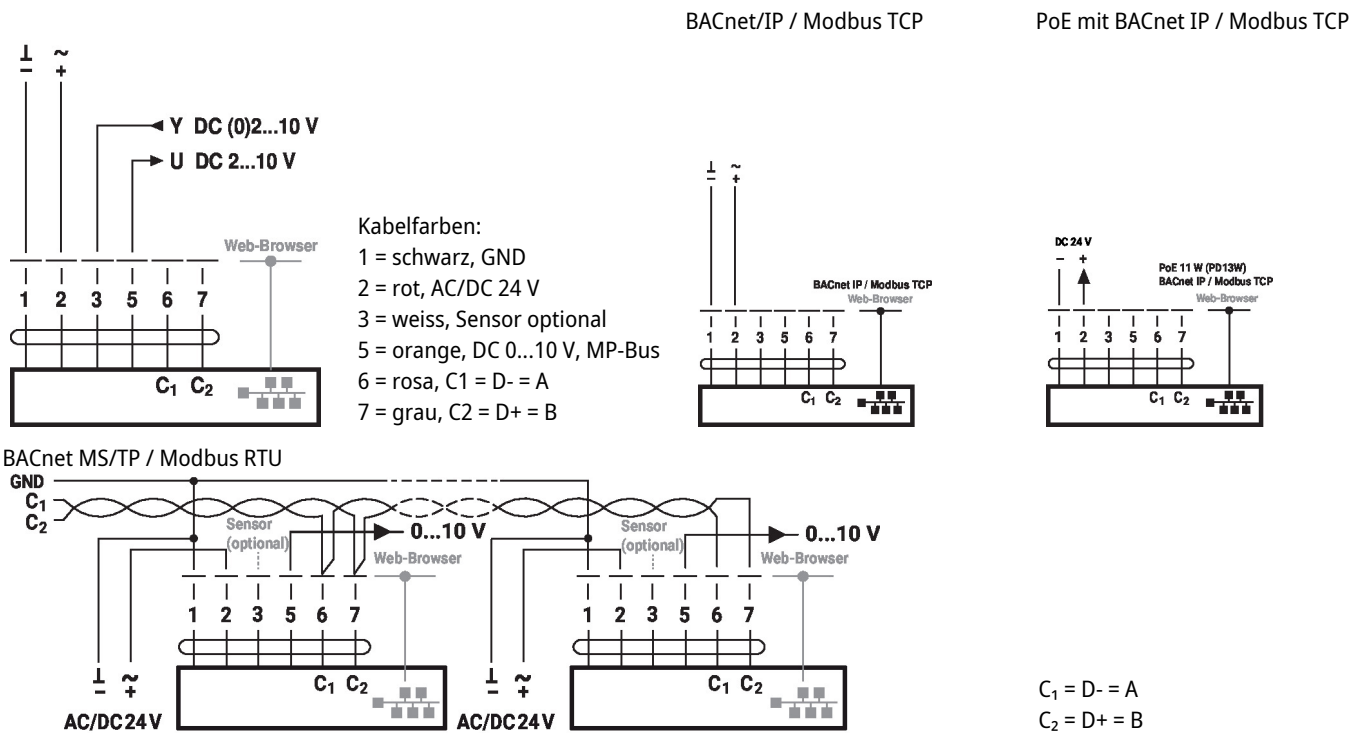 BACnet/IP / Modbus TCP
PoE mit BACnet IP / Modbus TCP
⊥ ~
− +
Y DC (0)2...10 V
U DC 2...10 V
Web-Browser
1 2 3 5 6 7
C₁ C₂
Kabelfarben:
1 = schwarz, GND
2 = rot, AC/DC 24 V
3 = weiss, Sensor optional
5 = orange, DC 0...10 V, MP-Bus
6 = rosa, C1 = D- = A
7 = grau, C2 = D+ = B
⊥ ~
− +
BACnet IP / Modbus TCP
Web-Browser
1 2 3 5 6 7
C₁ C₂
DC 24 V
− +
PoE 11 W (PD13W)
BACnet IP / Modbus TCP
Web-Browser
1 2 3 5 6 7
C₁ C₂
BACnet MS/TP / Modbus RTU
GND
C₁
C₂
Sensor
(optional)
0...10 V
Web-Browser
1 2 3 5 6 7
C₁ C₂
⊥ ~
− +
AC/DC 24 V
Sensor
(optional)
0...10 V
Web-Browser
1 2 3 5 6 7
C₁ C₂
⊥ ~
− +
AC/DC 24 V
C₁ = D- = A
C₂ = D+ = B